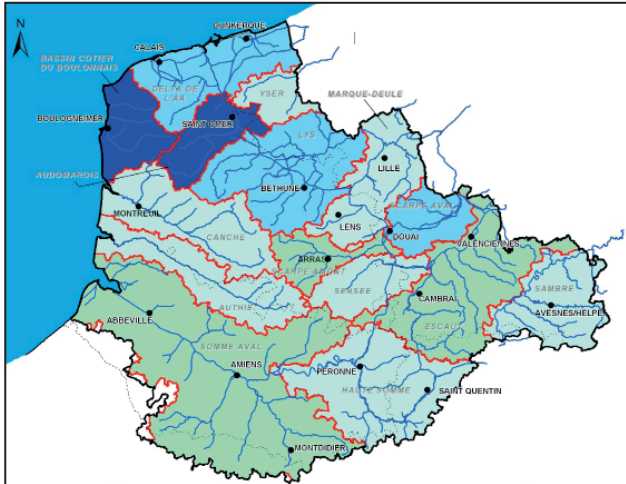 N
DUNKERQUE
CALAIS
BASSIN COTIER
DU BOULONNAIS
DELTA DE
L'AA
YSER
MARQUE-DEULE
BOULOGNE/MER
SAINT OMER
LYS
LILLE
AUDOMAROIS
BETHUNE
SCARPE AVAL
MONTREUIL
LENS
DOUAI
VALENCIENNES
CANCHE
ARRAS
SCARPE AMONT
SENSEE
SAMBRE
CAMBRAI
AUTHIE
AVESNES/HELPE
ABBEVILLE
ESCAUT
SOMME AVAL
PERONNE
AMIENS
HAUTE SOMME
SAINT QUENTIN
MONTDIDIER